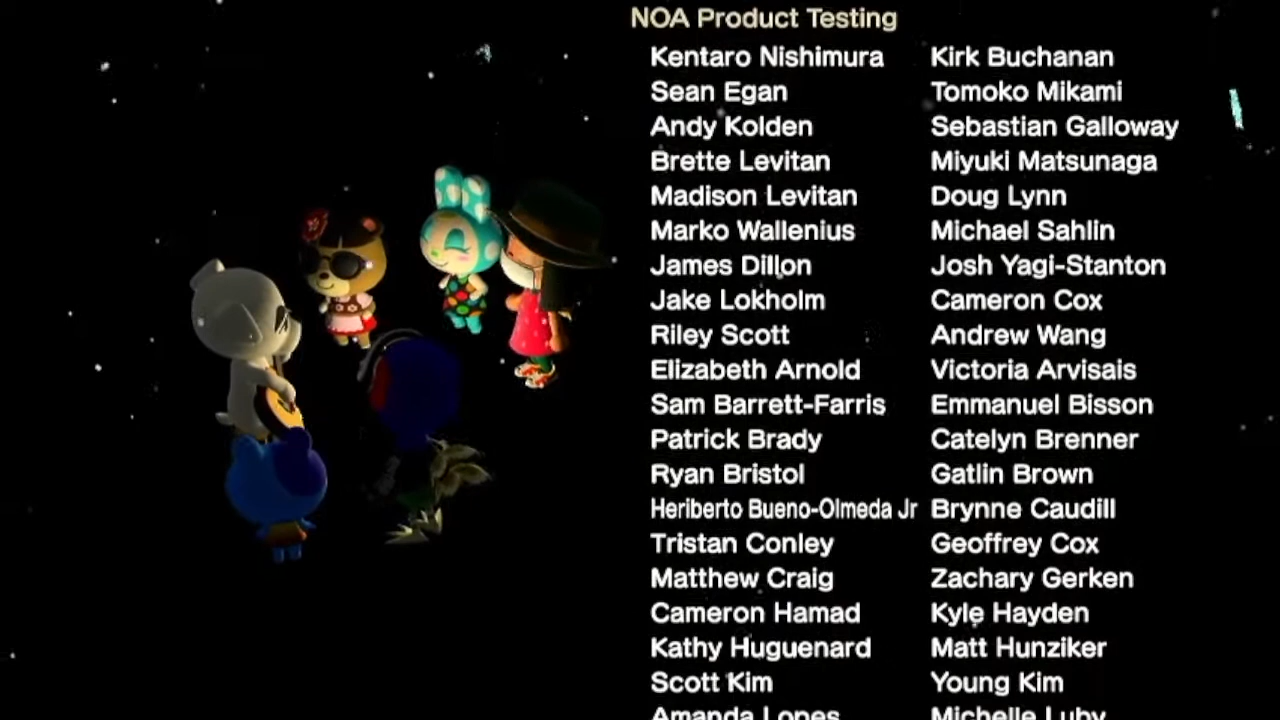 NOA Product Testing
Kentaro Nishimura Kirk Buchanan
Sean Egan Tomoko Mikami
Andy Kolden Sebastian Galloway
Brette Levitan Miyuki Matsunaga
Madison Levitan Doug Lynn
Marko Wallenius Michael Sahlin
James Dillon Josh Yagi-Stanton
Jake Lokholm Cameron Cox
Riley Scott Andrew Wang
Elizabeth Arnold Victoria Arvisais
Sam Barrett-Farris Emmanuel Bisson
Patrick Brady Catelyn Brenner
Ryan Bristol Gatlin Brown
Heriberto Bueno-Olmeda Jr Brynne Caudill
Tristan Conley Geoffrey Cox
Matthew Craig Zachary Gerken
Cameron Hamad Kyle Hayden
Kathy Huguenard Matt Hunziker
Scott Kim Young Kim
Amanda Lopes Michelle Luby